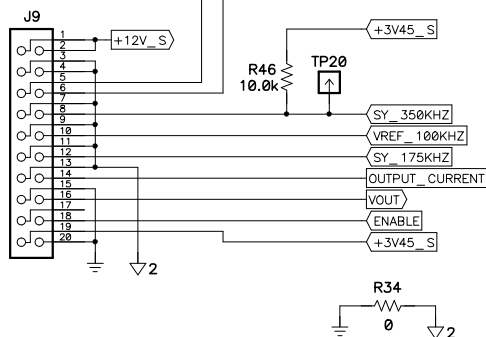 J9
1
2
3
4
5
6
7
8
9
10
11
12
13
14
15
16
17
18
19
20
+12V_S
+3V45_S
R46
10.0k
TP20
SY_350KHZ
VREF_100KHZ
SY_175KHZ
OUTPUT_CURRENT
VOUT
ENABLE
+3V45_S
2
R34
0
2